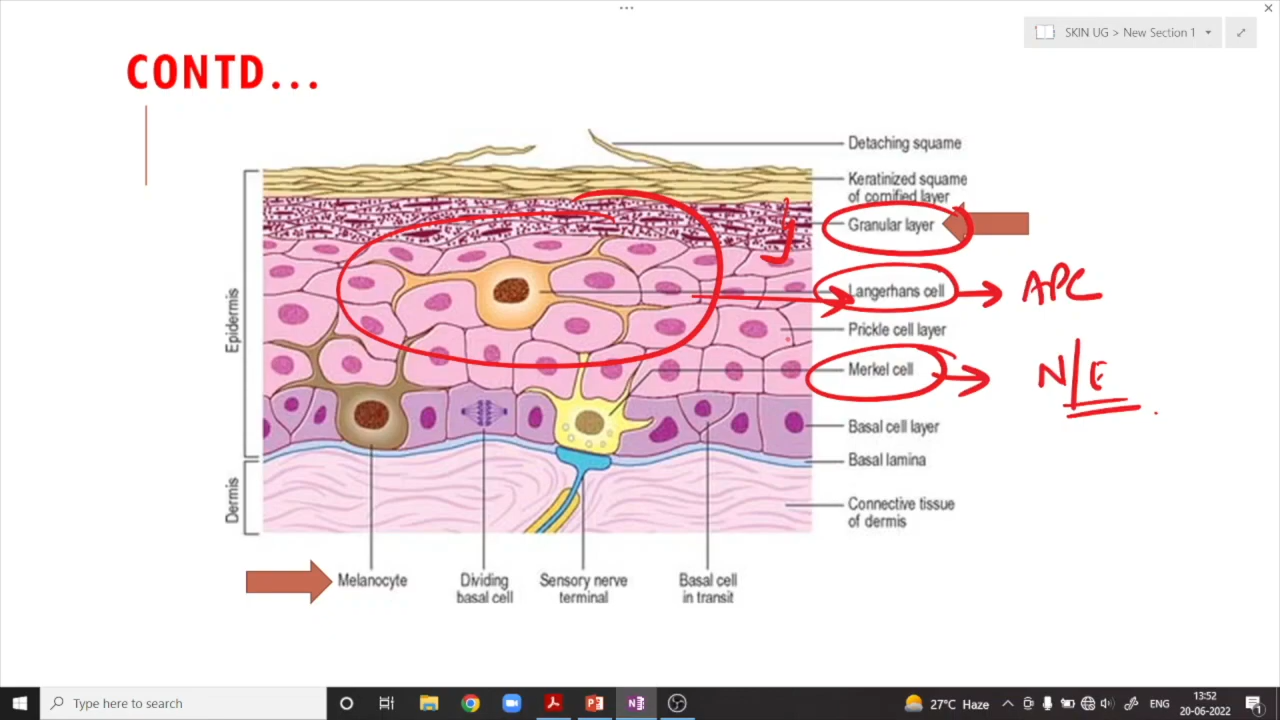 SKIN UG > New Section 1
CONTD...
Detaching squame
Keratinized squame
of cornified layer
Granular layer
Langerhans cell
APC
Prickle cell layer
Merkel cell
N/E
Basal cell layer
Basal lamina
Connective tissue
of dermis
Epidermis
Dermis
Melanocyte
Dividing
basal cell
Sensory nerve
terminal
Basal cell
in transit
Type here to search
27°C Haze
ENG
13:52
20-06-2022
1